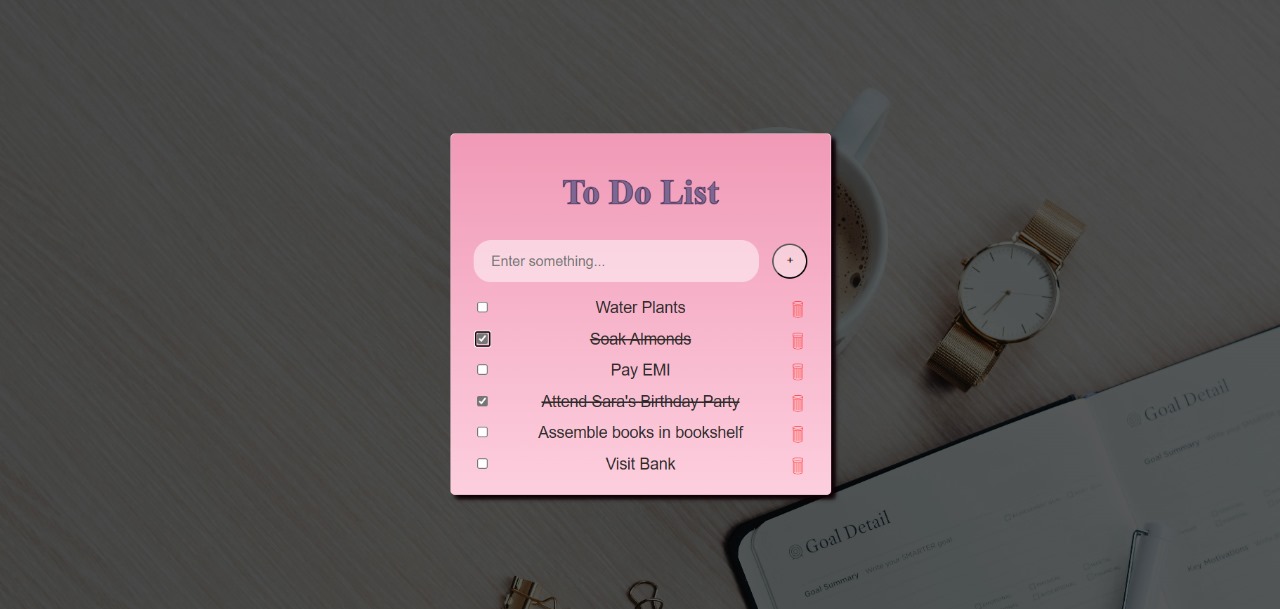 To Do List
Enter something...
+
Water Plants
Soak Almonds
Pay EMI
Attend Sara's Birthday Party
Assemble books in bookshelf
Visit Bank
Goal Detail
Goal Summary
Goal Detail
Goal Summary
Key Motivations